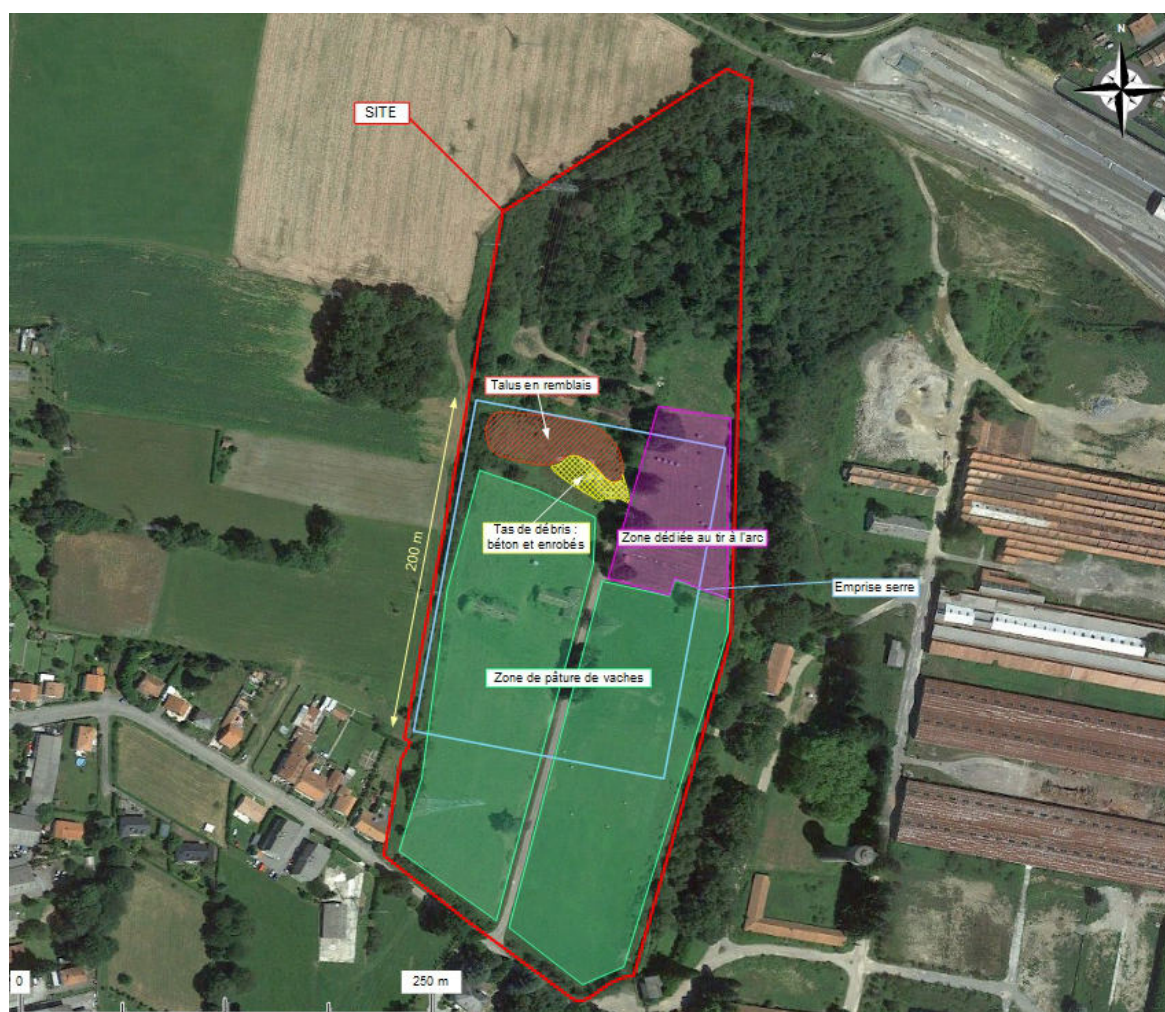 N
SITE
Talus en remblais
Tas de débris :
béton et enrobés
Zone dédiée au tir à l'arc
200 m
Emprise serre
Zone de pâture de vaches
0
250 m